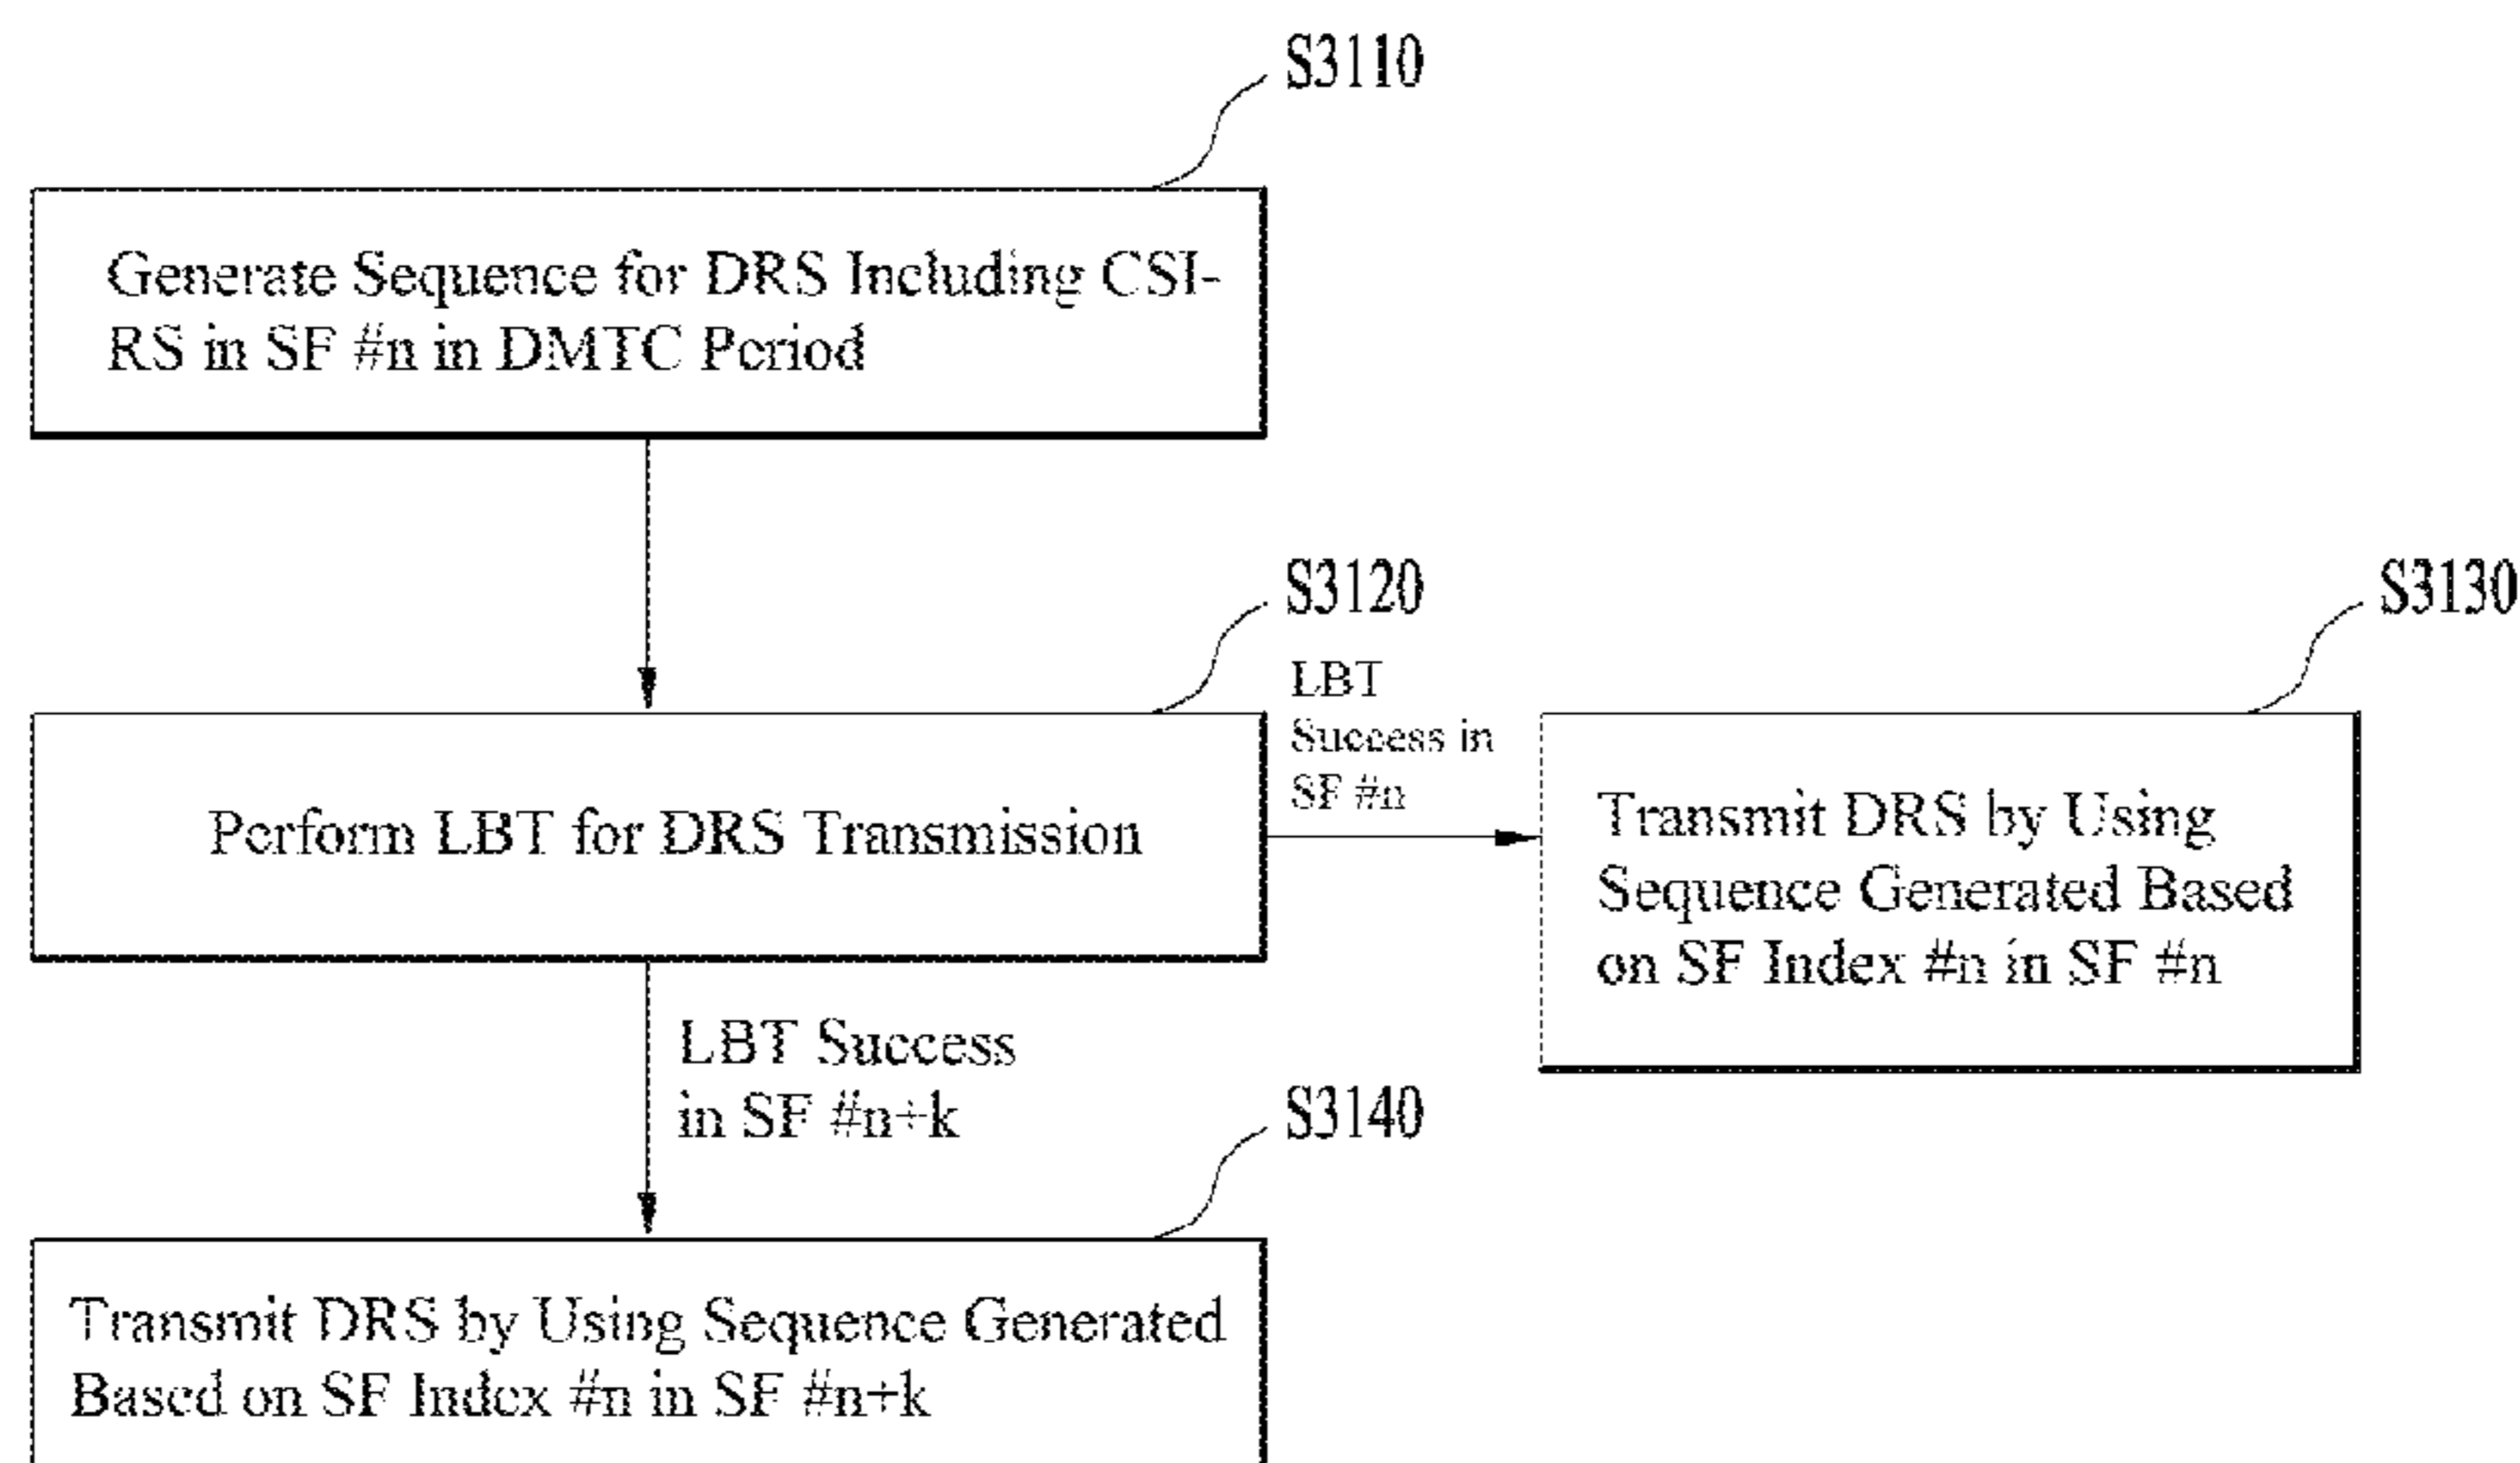 S3110
Generate Sequence for DRS Including CSI-
RS in SF #n in DMTC Period
S3120
S3130
LBT
Success in
SF #n
Perform LBT for DRS Transmission
Transmit DRS by Using
Sequence Generated Based
on SF Index #n in SF #n
LBT Success
in SF #n+k
S3140
Transmit DRS by Using Sequence Generated
Based on SF Index #n in SF #n+k